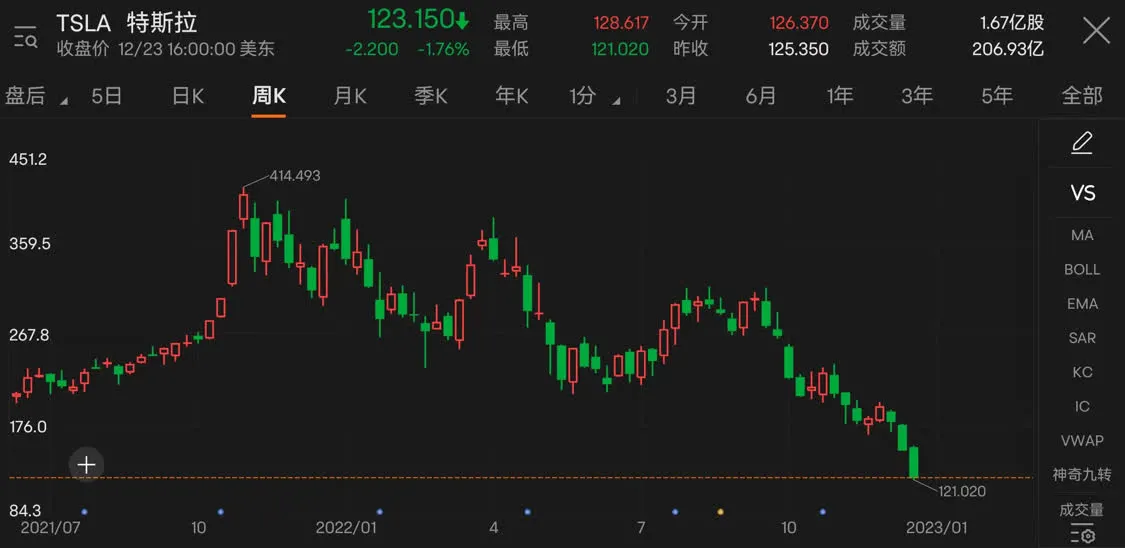 TSLA 特斯拉 123.150 最高 128.617 今开 126.370 成交量 1.67亿股
收盘价 12/23 16:00:00 美东 -2.200 -1.76% 最低 121.020 昨收 125.350 成交额 206.93亿
盘后 5日 日K 周K 月K 季K 年K 1分 3月 6月 1年 3年 5年 全部
451.2
414.493
359.5
267.8
176.0
121.020
84.3
2021/07 10 2022/01 4 7 10 2023/01
VS
MA
BOLL
EMA
SAR
KC
IC
VWAP
神奇九转
成交量